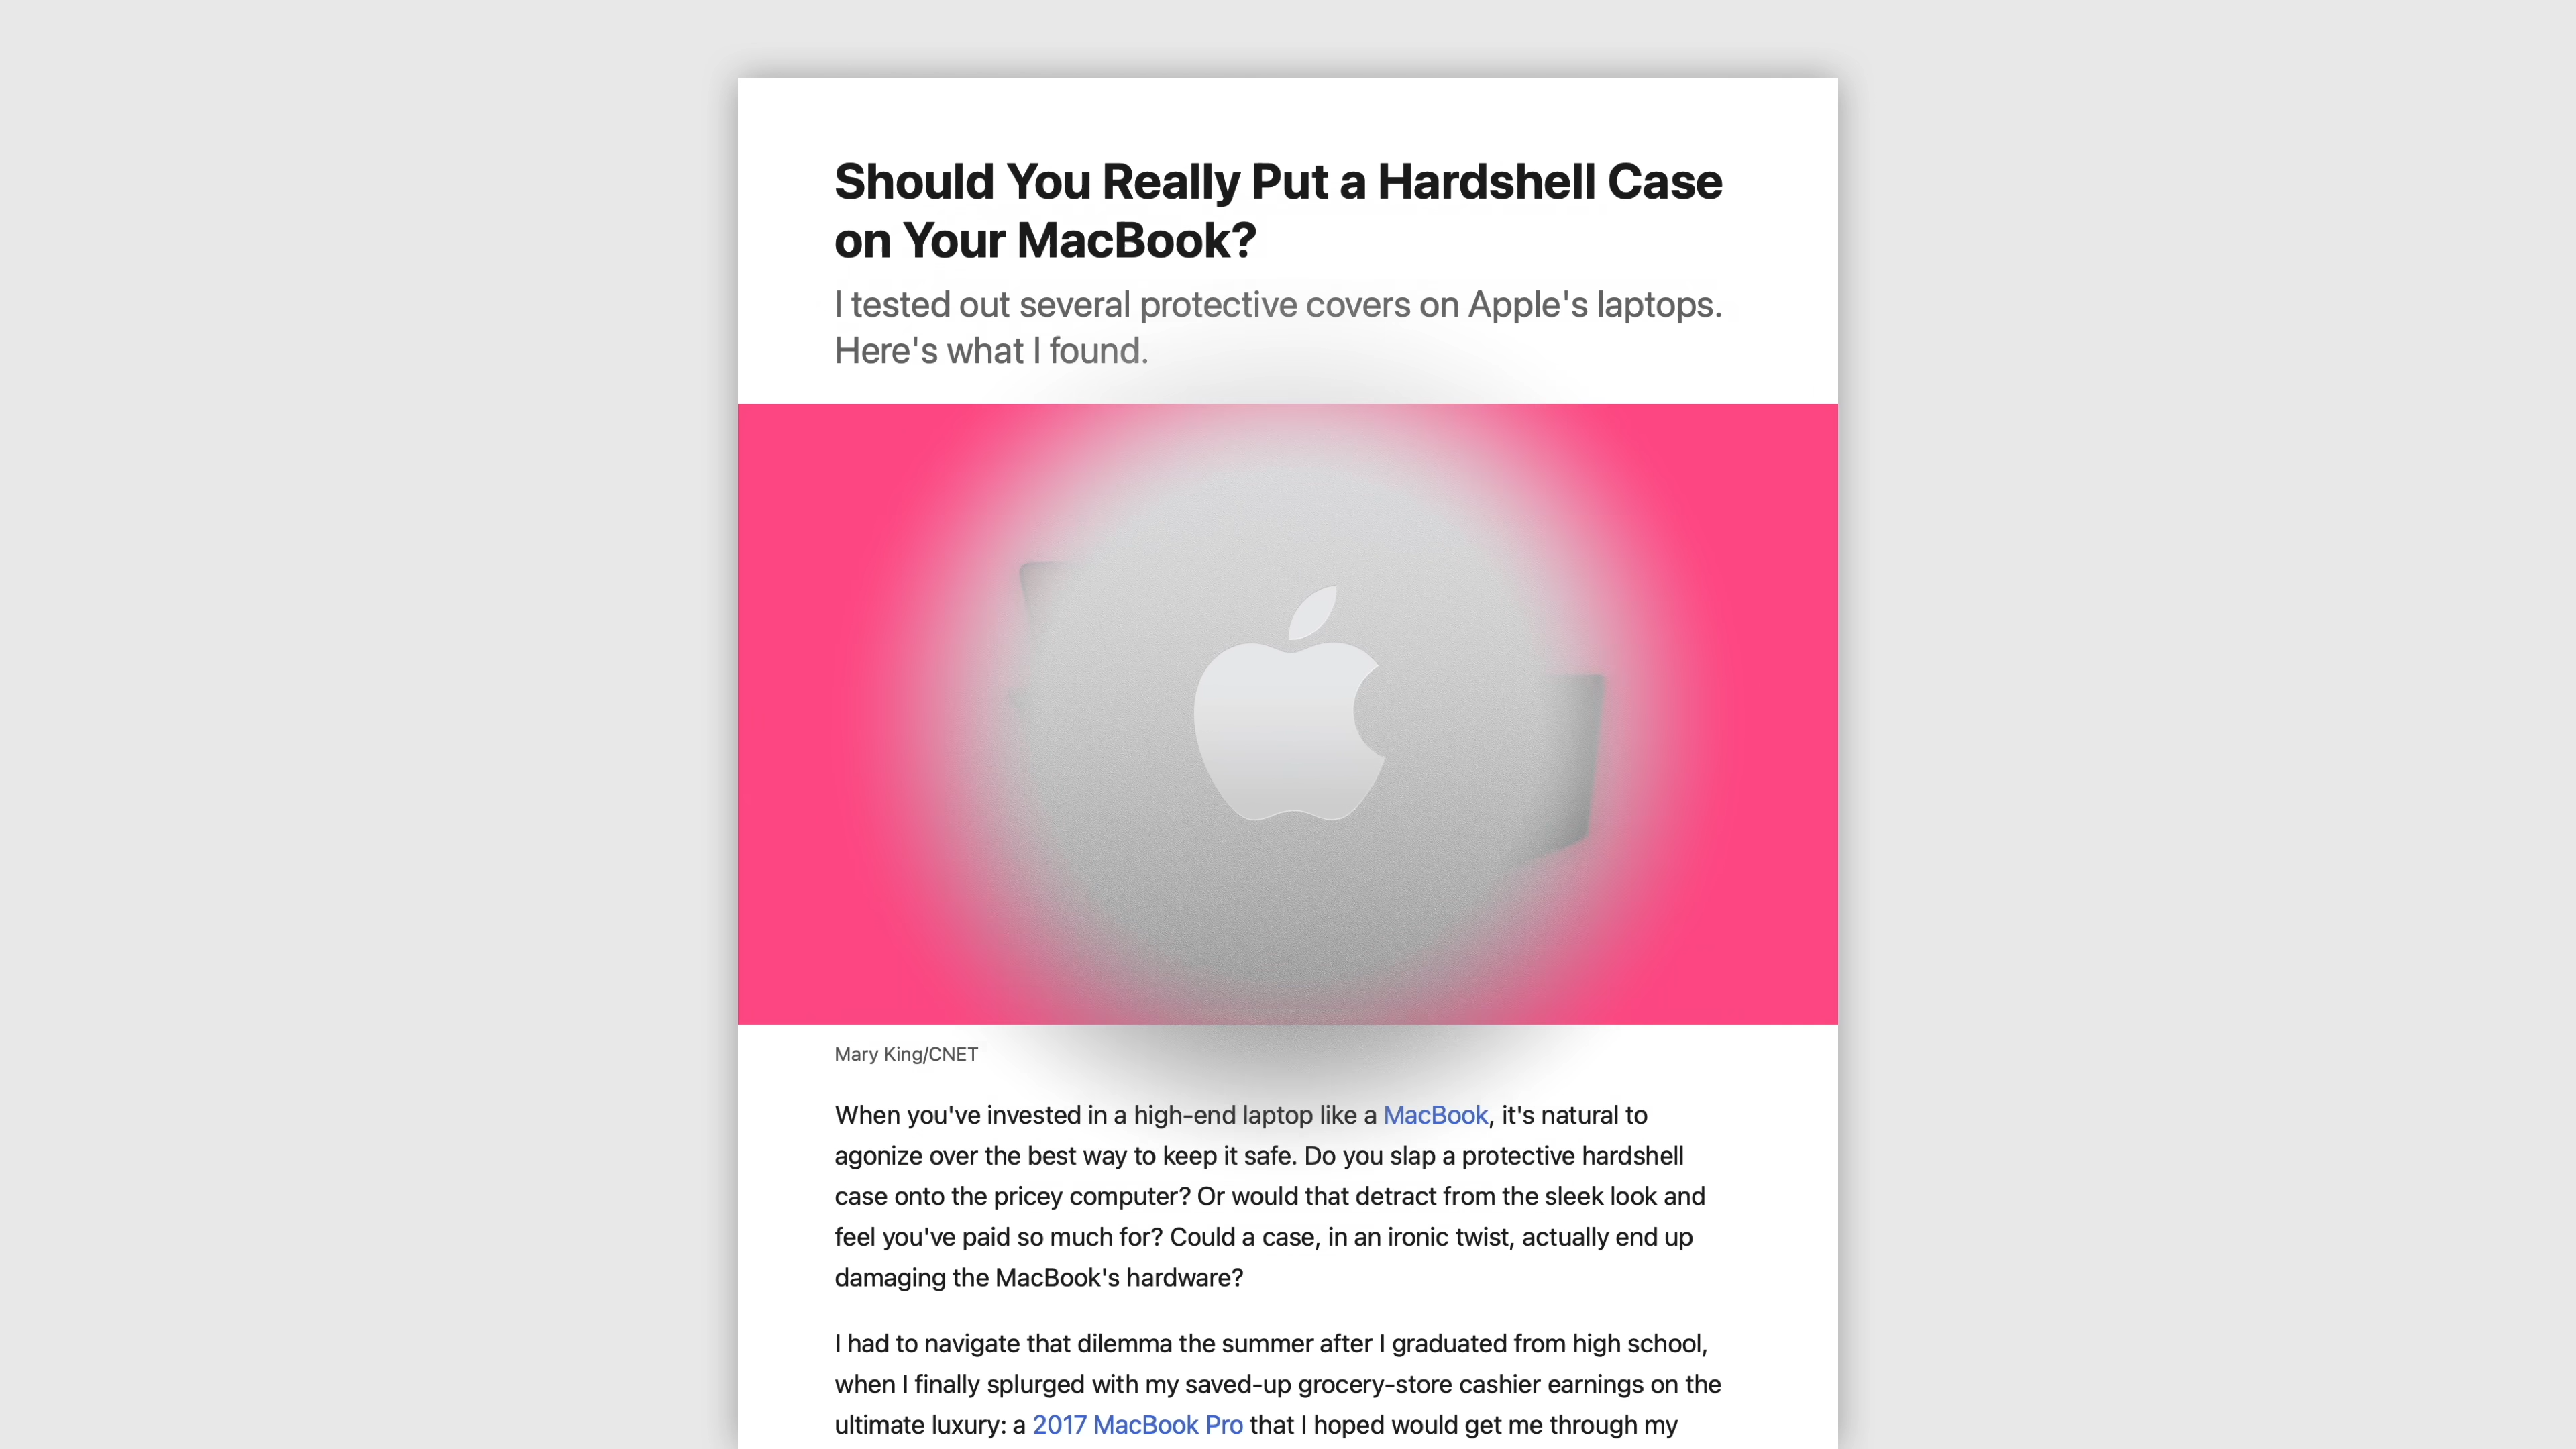 Should You Really Put a Hardshell Case
on Your MacBook?
I tested out several protective covers on Apple's laptops.
Here's what I found.
Mary King/CNET
When you've invested in a high-end laptop like a MacBook, it's natural to
agonize over the best way to keep it safe. Do you slap a protective hardshell
case onto the pricey computer? Or would that detract from the sleek look and
feel you've paid so much for? Could a case, in an ironic twist, actually end up
damaging the MacBook's hardware?
I had to navigate that dilemma the summer after I graduated from high school,
when I finally splurged with my saved-up grocery-store cashier earnings on the
ultimate luxury: a 2017 MacBook Pro that I hoped would get me through my